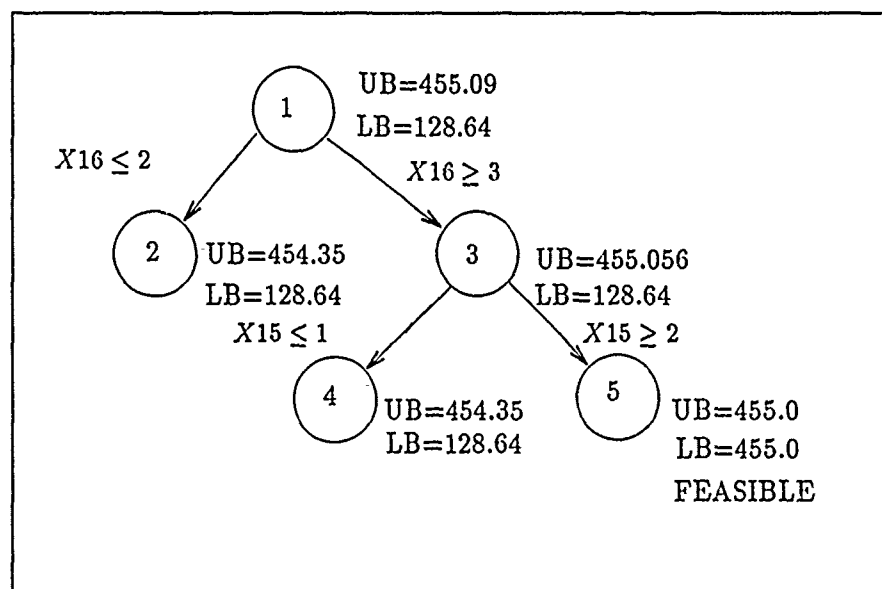 1
UB=455.09
LB=128.64
X16 ≤ 2
X16 ≥ 3
2
UB=454.35
LB=128.64
3
UB=455.056
LB=128.64
X15 ≤ 1
X15 ≥ 2
4
UB=454.35
LB=128.64
5
UB=455.0
LB=455.0
FEASIBLE